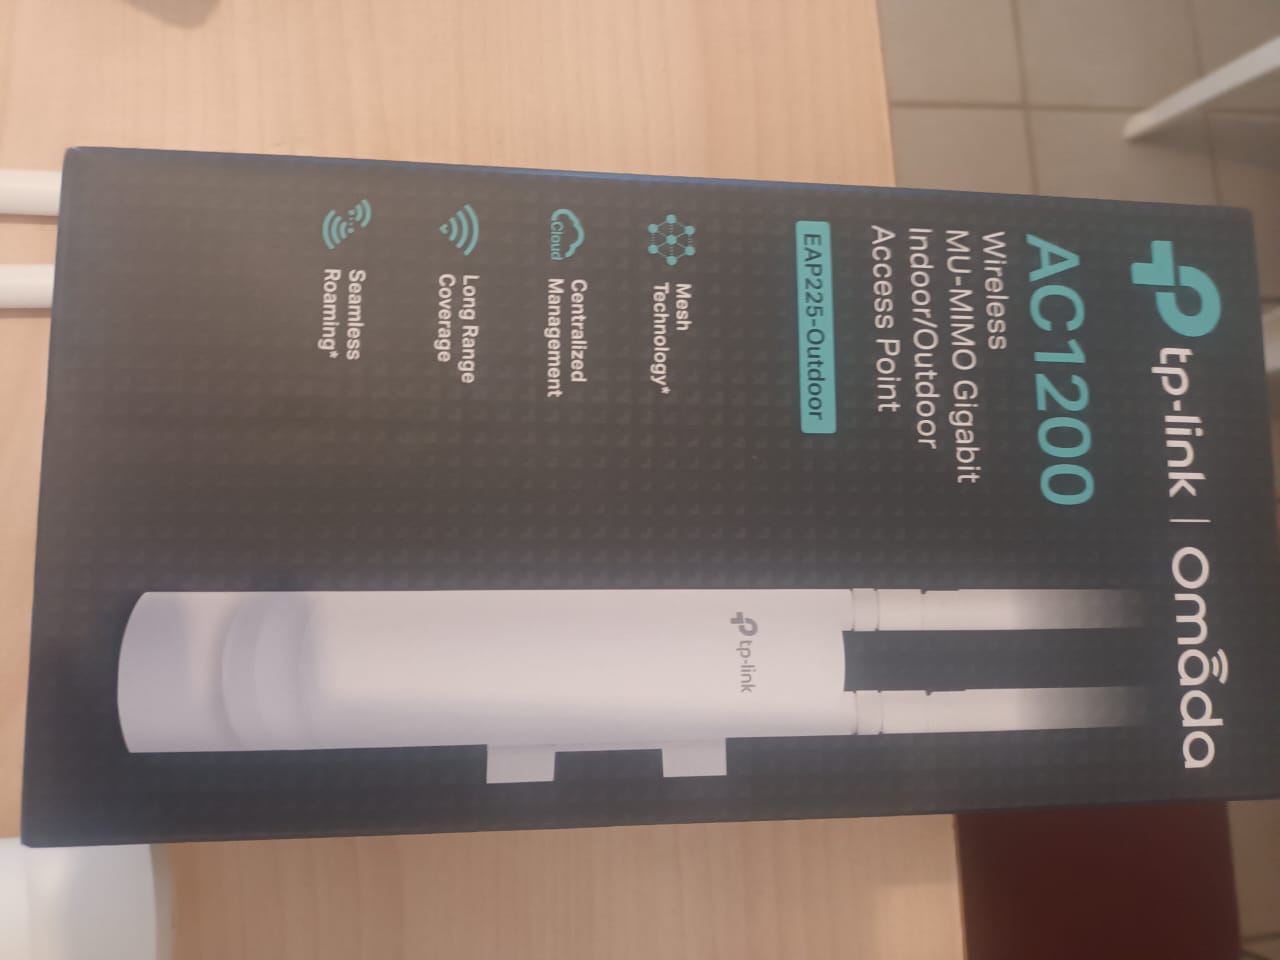 tp-link | omada
AC1200
Wireless
MU-MIMO Gigabit
Indoor/Outdoor
Access Point
EAP225-Outdoor
Mesh
Technology*
Cloud
Centralized
Management
Long Range
Coverage
Seamless
Roaming*
tp-link